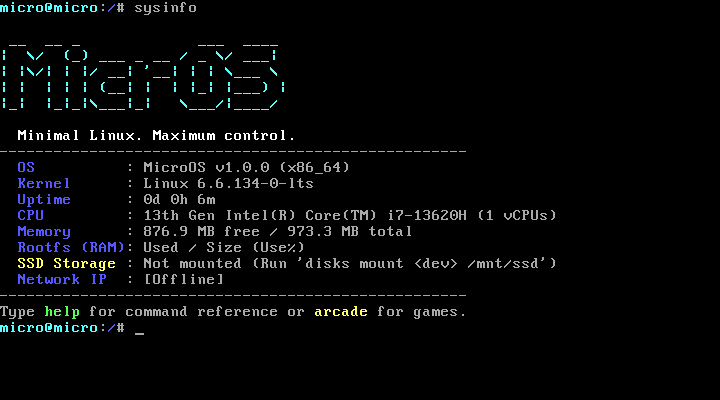 micro@micro:/# sysinfo
MicrOS
Minimal Linux. Maximum control.
-----------------------------------------------------
OS : MicroOS v1.0.0 (x86_64)
Kernel : Linux 6.6.134-0-lts
Uptime : 0d 0h 6m
CPU : 13th Gen Intel(R) Core(TM) i7-13620H (1 vCPUs)
Memory : 876.9 MB free / 973.3 MB total
Rootfs (RAM): Used / Size (Use%)
SSD Storage : Not mounted (Run 'disks mount <dev> /mnt/ssd')
Network IP : [Offline]
-----------------------------------------------------
Type help for command reference or arcade for games.
micro@micro:/# _